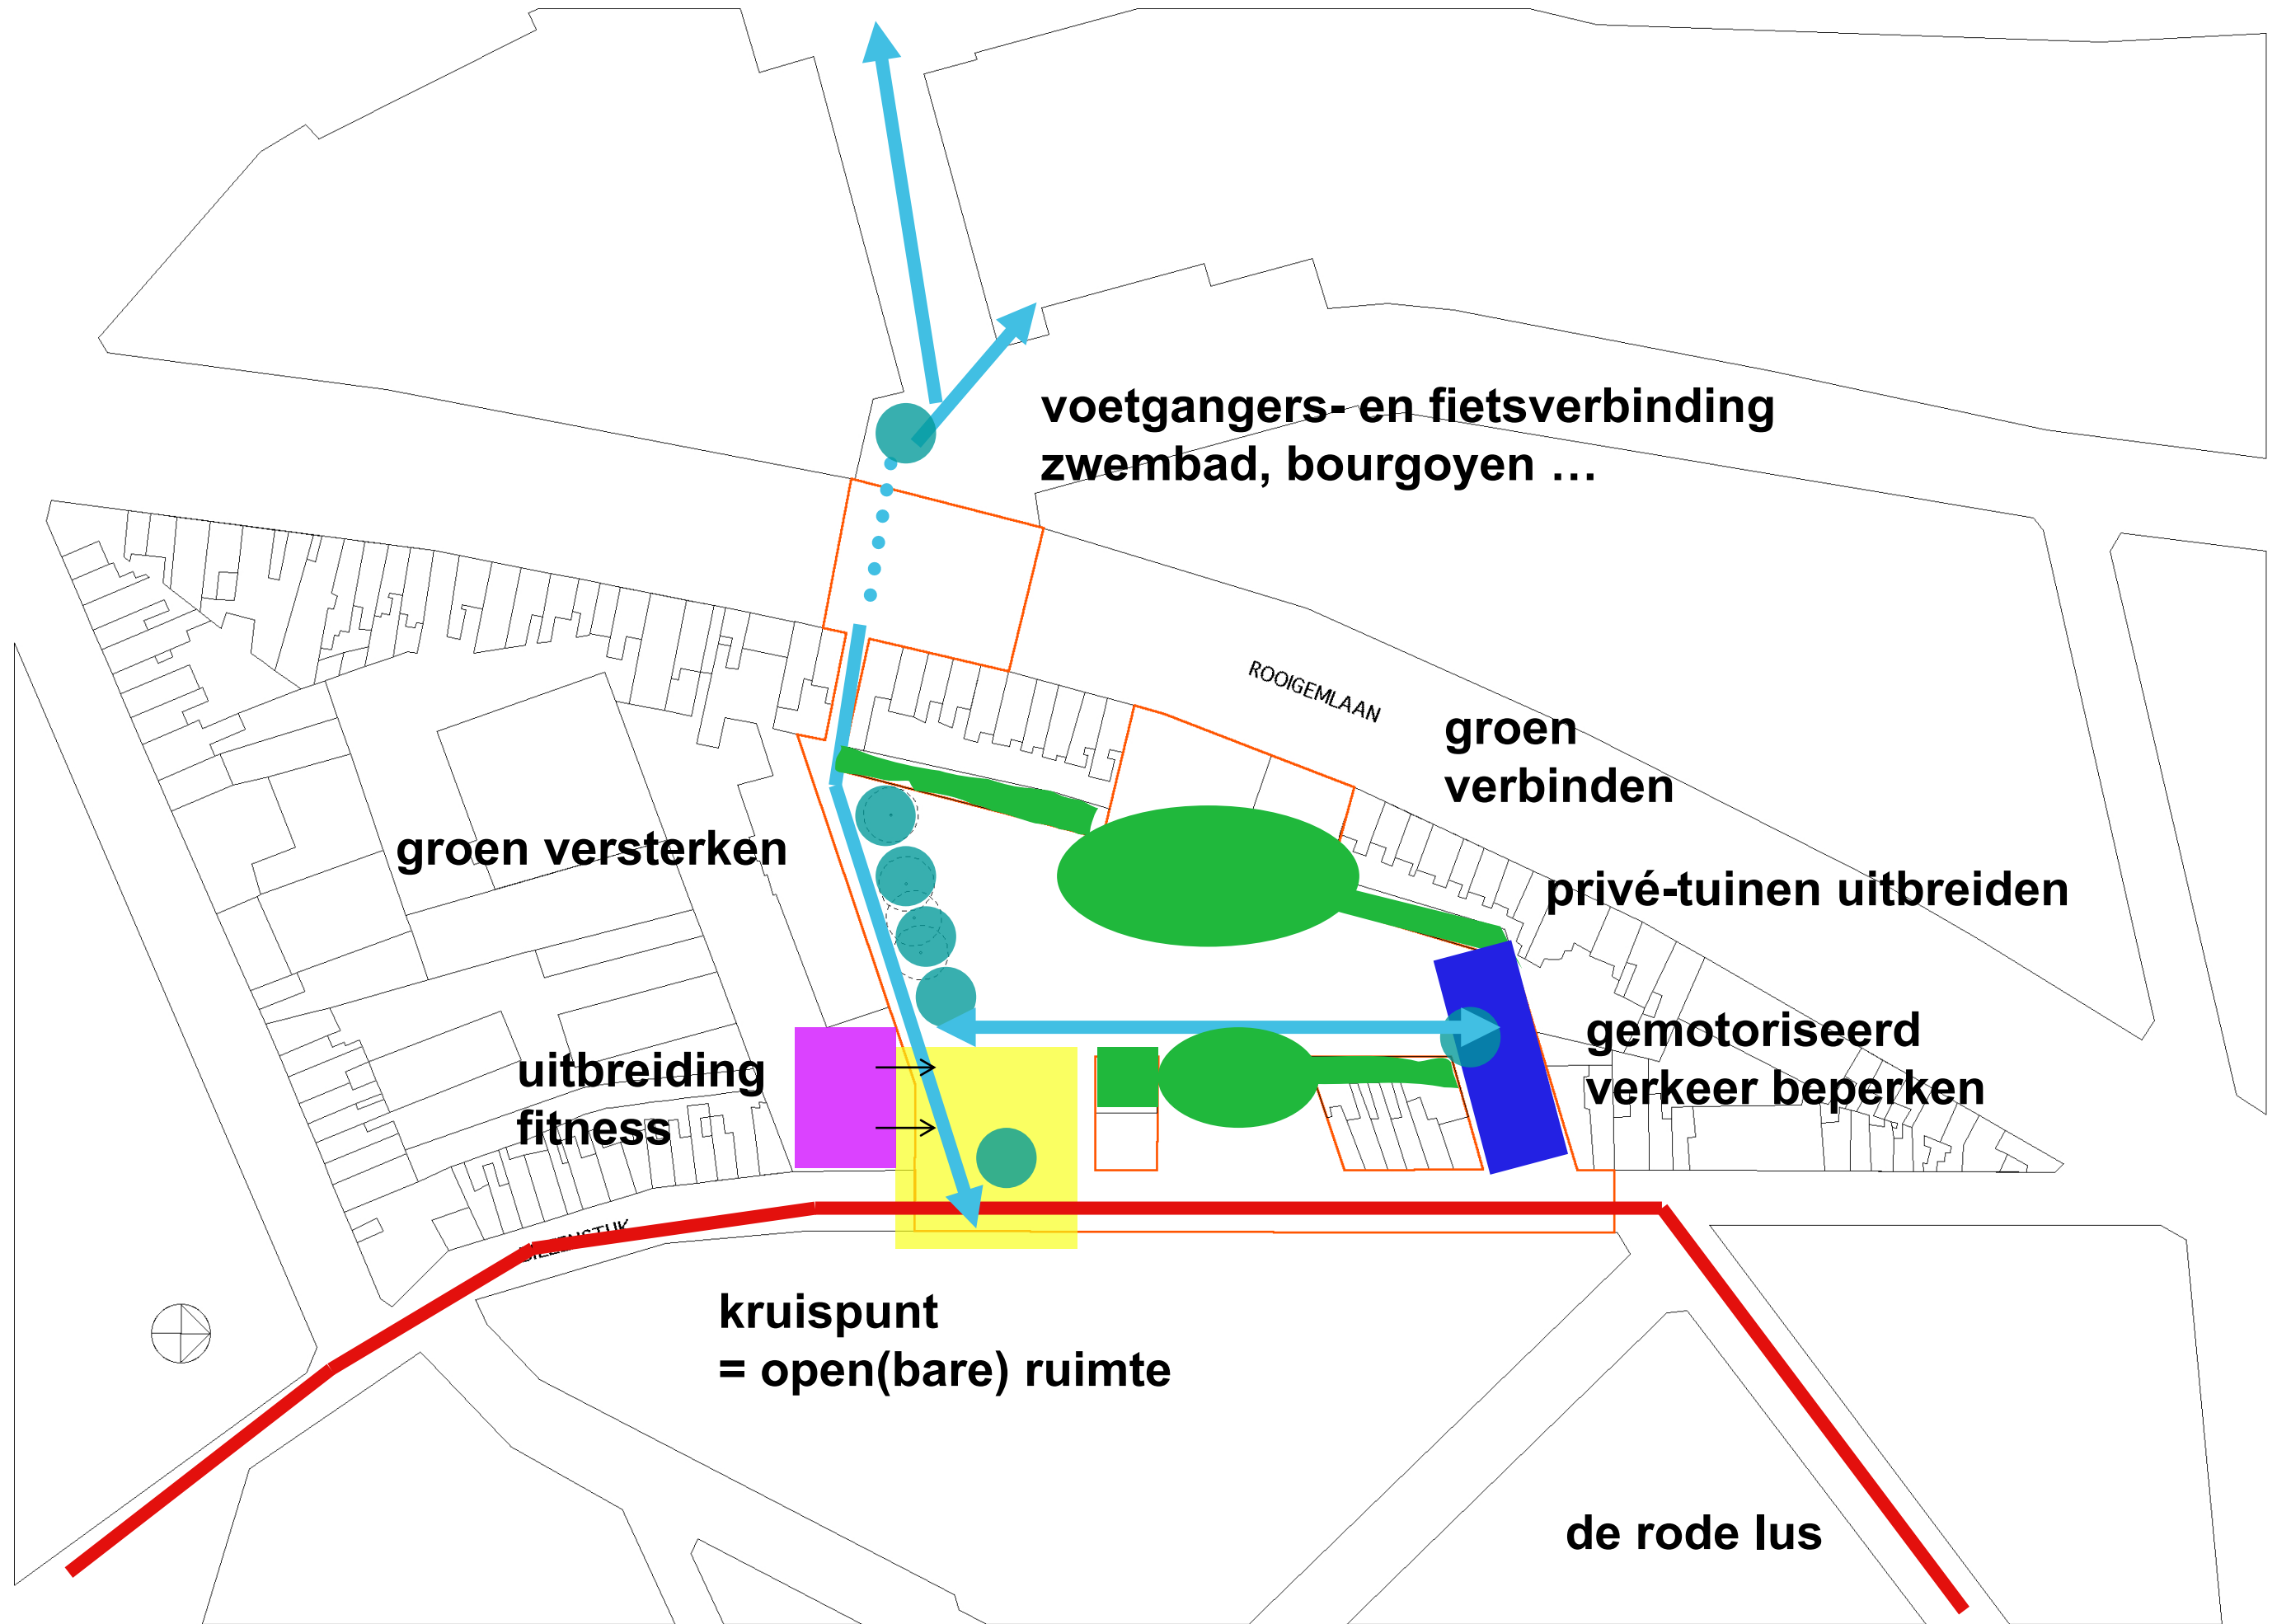 voetgangers- en fietsverbinding
zwembad, bourgoyen …
ROOIGEMLAAN
groen
verbinden
groen versterken
privé-tuinen uitbreiden
gemotoriseerd
verkeer beperken
uitbreiding
fitness
kruispunt
= open(bare) ruimte
de rode lus